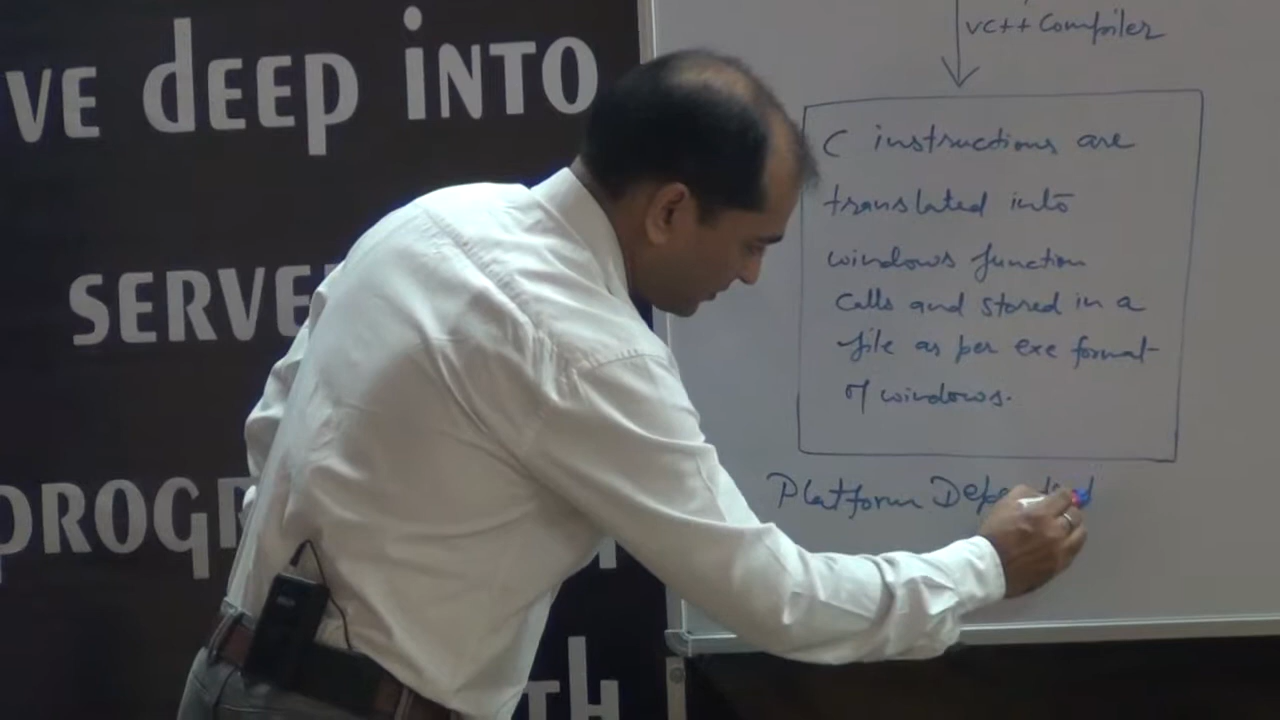 VE dEEp iNTO
SERVE
pROGR
Th
VC++ Compiler
C instructions are
translated into
windows function
calls and stored in a
file as per exe format
of windows.
Platform